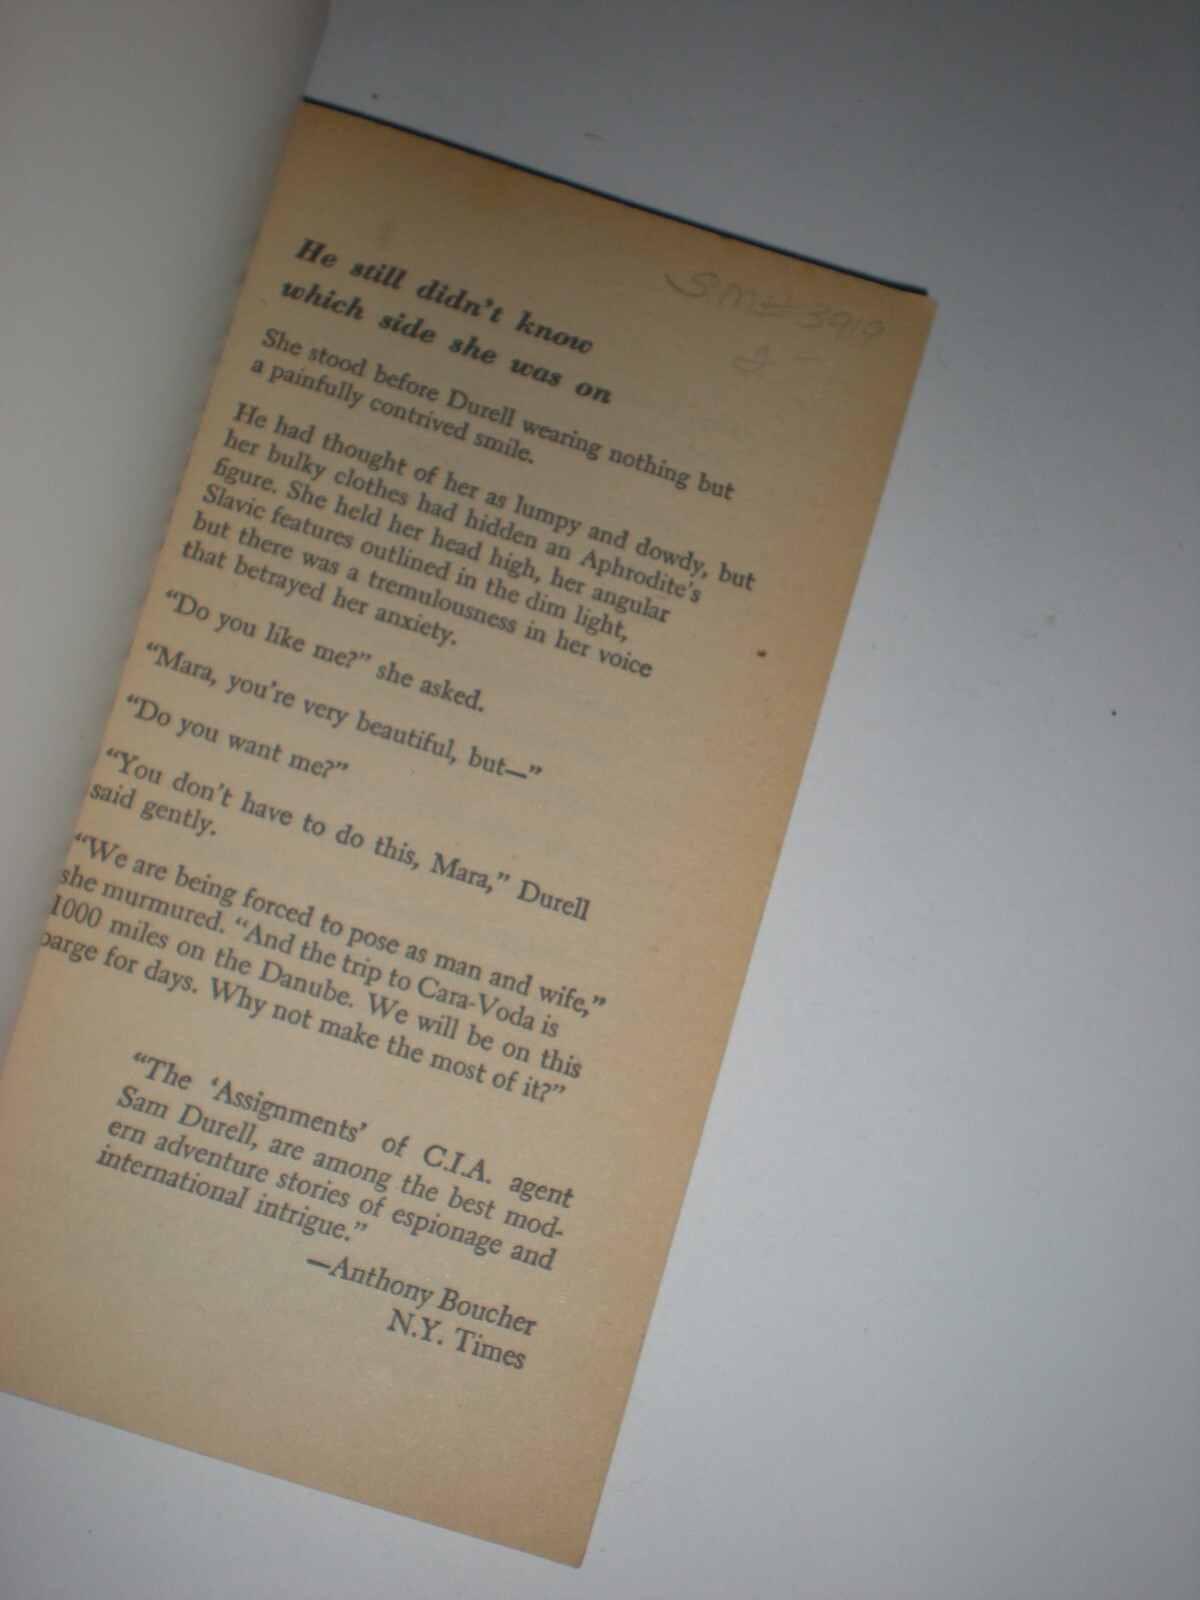 S.M#3919
2-
He still didn't know
which side she was on
She stood before Durell wearing nothing but
a painfully contrived smile.
He had thought of her as lumpy and dowdy, but
her bulky clothes had hidden an Aphrodite's
figure. She held her head high, her angular
Slavic features outlined in the dim light,
but there was a tremulousness in her voice
that betrayed her anxiety.
"Do you like me?" she asked.
"Mara, you're very beautiful, but—"
"Do you want me?"
"You don't have to do this, Mara," Durell
said gently.
"We are being forced to pose as man and wife,"
she murmured. "And the trip to Cara-Voda is
1000 miles on the Danube. We will be on this
barge for days. Why not make the most of it?"
"The 'Assignments' of C.I.A. agent
Sam Durell, are among the best mod-
ern adventure stories of espionage and
international intrigue."
—Anthony Boucher
N.Y. Times